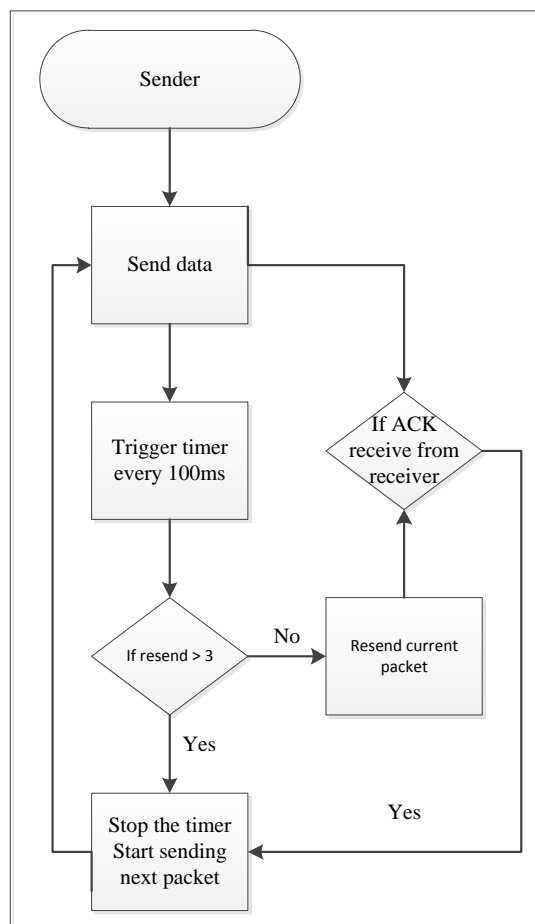 Sender
Send data
Trigger timer
every 100ms
If ACK
receive from
receiver
If resend > 3
No
Resend current
packet
Yes
Stop the timer
Start sending
next packet
Yes